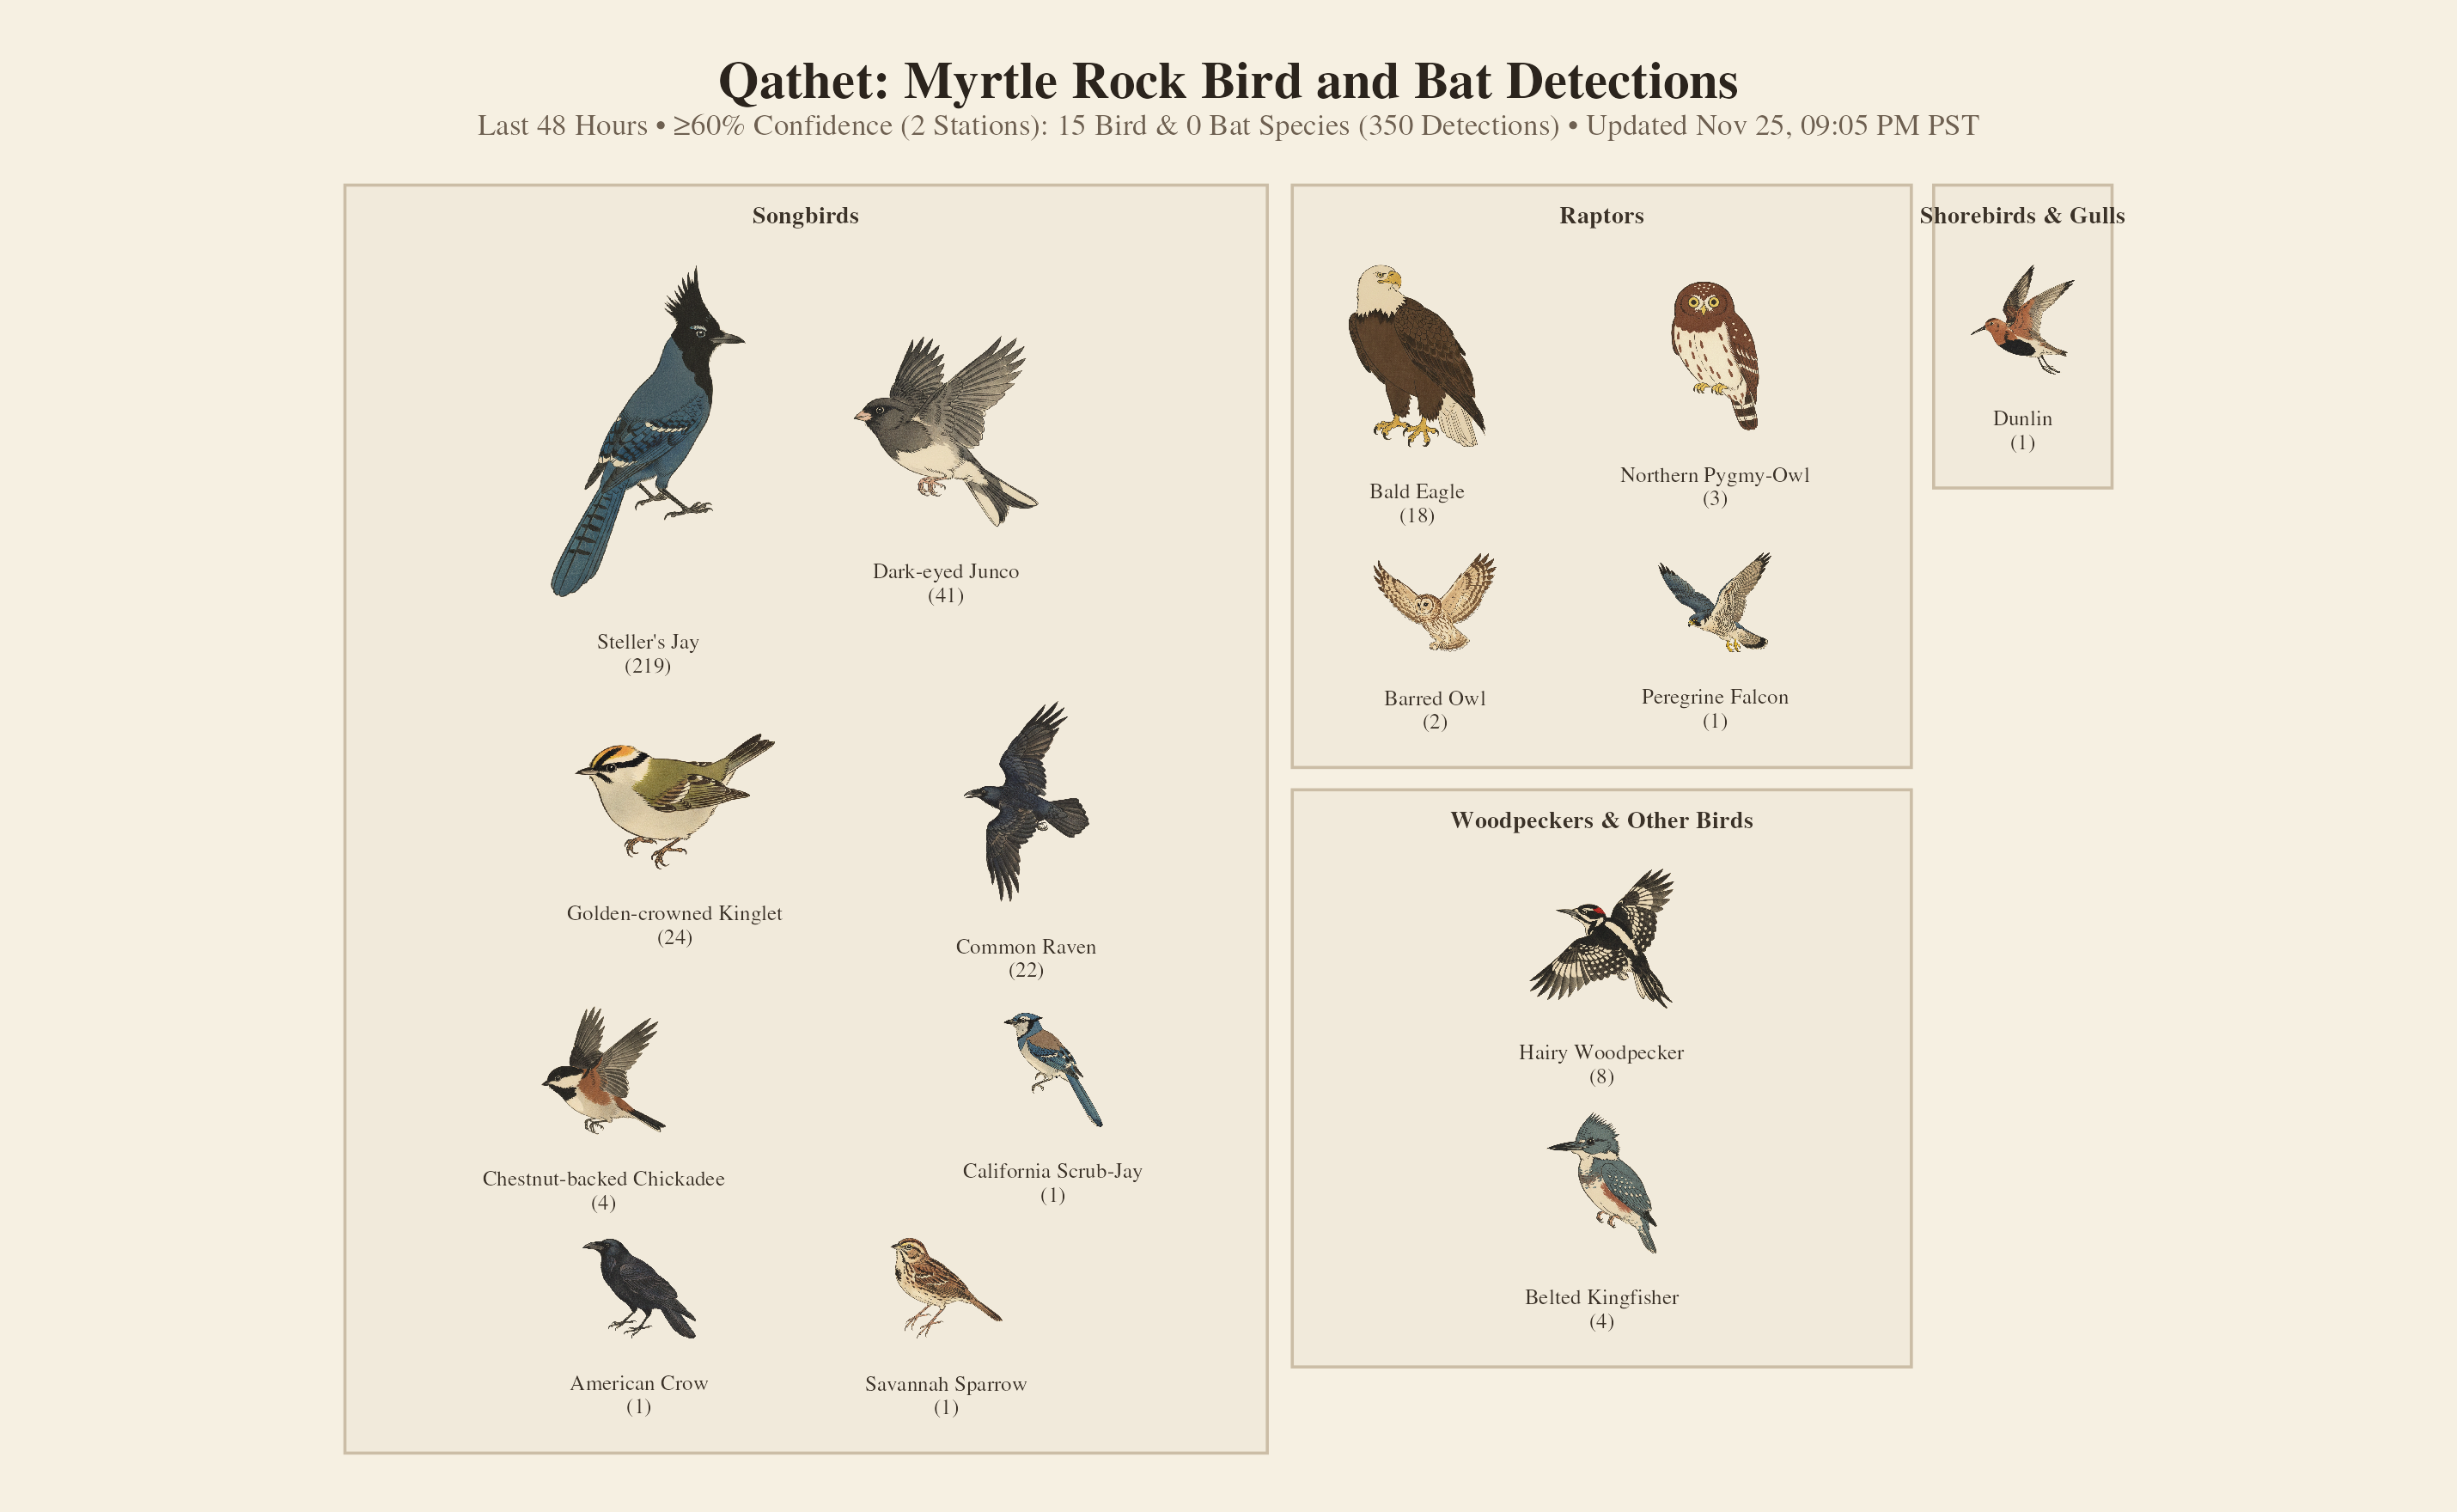 Qathet: Myrtle Rock Bird and Bat Detections
Last 48 Hours • ≥60% Confidence (2 Stations): 15 Bird & 0 Bat Species (350 Detections) • Updated Nov 25, 09:05 PM PST
Songbirds
Steller's Jay
(219)
Dark-eyed Junco
(41)
Golden-crowned Kinglet
(24)
Common Raven
(22)
Chestnut-backed Chickadee
(4)
California Scrub-Jay
(1)
American Crow
(1)
Savannah Sparrow
(1)
Raptors
Bald Eagle
(18)
Northern Pygmy-Owl
(3)
Barred Owl
(2)
Peregrine Falcon
(1)
Woodpeckers & Other Birds
Hairy Woodpecker
(8)
Belted Kingfisher
(4)
Shorebirds & Gulls
Dunlin
(1)